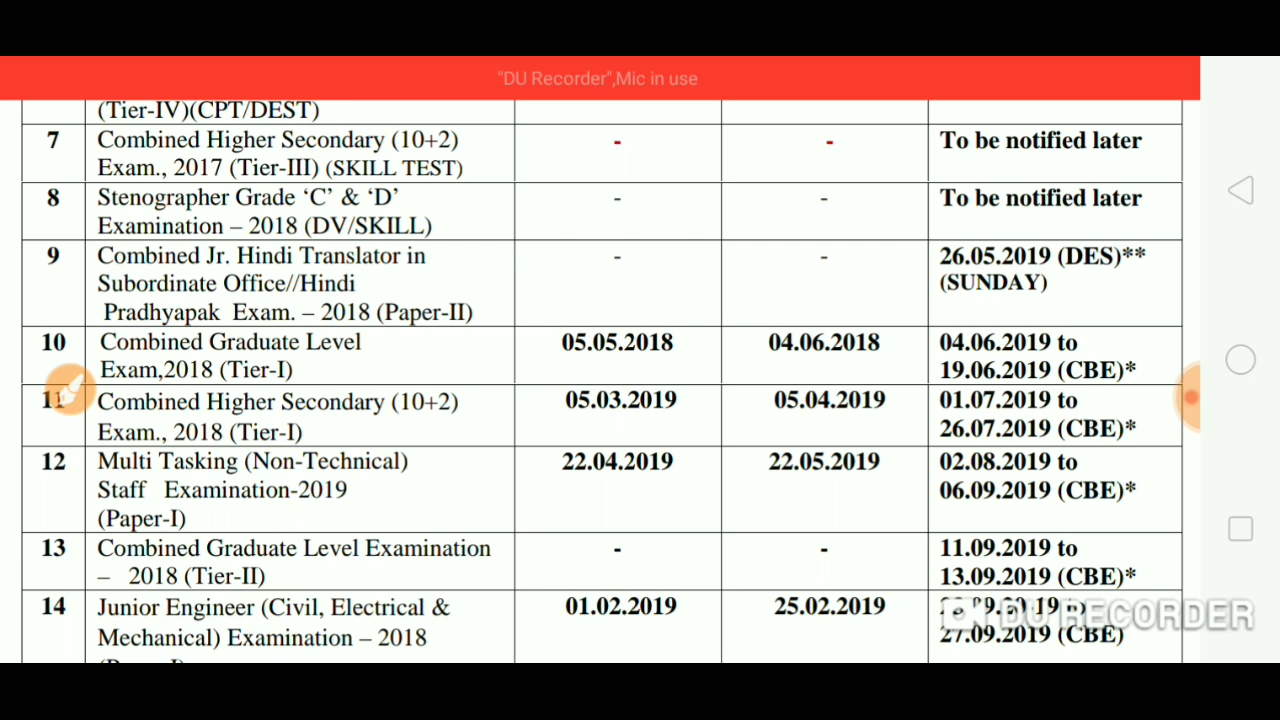 "DU Recorder",Mic in use
(Tier-IV)(CPT/DEST)
7 Combined Higher Secondary (10+2) - - To be notified later
Exam., 2017 (Tier-III) (SKILL TEST)
8 Stenographer Grade ‘C’ & ‘D’ - - To be notified later
Examination – 2018 (DV/SKILL)
9 Combined Jr. Hindi Translator in - - 26.05.2019 (DES)**
Subordinate Office//Hindi (SUNDAY)
Pradhyapak Exam. – 2018 (Paper-II)
10 Combined Graduate Level 05.05.2018 04.06.2018 04.06.2019 to
Exam,2018 (Tier-I) 19.06.2019 (CBE)*
11 Combined Higher Secondary (10+2) 05.03.2019 05.04.2019 01.07.2019 to
Exam., 2018 (Tier-I) 26.07.2019 (CBE)*
12 Multi Tasking (Non-Technical) 22.04.2019 22.05.2019 02.08.2019 to
Staff Examination-2019 06.09.2019 (CBE)*
(Paper-I)
13 Combined Graduate Level Examination - - 11.09.2019 to
– 2018 (Tier-II) 13.09.2019 (CBE)*
14 Junior Engineer (Civil, Electrical & 01.02.2019 25.02.2019 to
DU RECORDER
Mechanical) Examination – 2018 27.09.2019 (CBE)